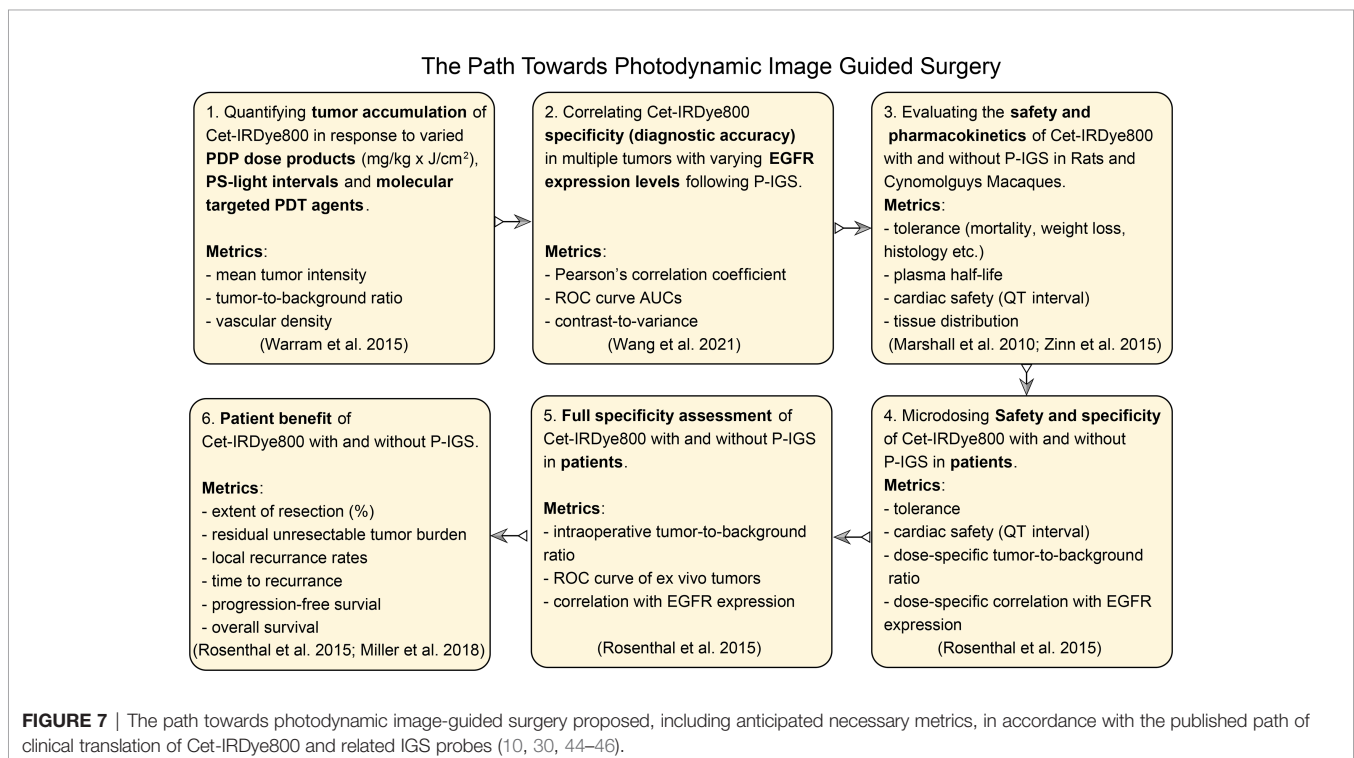 The Path Towards Photodynamic Image Guided Surgery
1. Quantifying tumor accumulation of
Cet-IRDye800 in response to varied
PDP dose products (mg/kg x J/cm²),
PS-light intervals and molecular
targeted PDT agents.
Metrics:
- mean tumor intensity
- tumor-to-background ratio
- vascular density
(Warram et al. 2015)
2. Correlating Cet-IRDye800
specificity (diagnostic accuracy)
in multiple tumors with varying EGFR
expression levels following P-IGS.
Metrics:
- Pearson's correlation coefficient
- ROC curve AUCs
- contrast-to-variance
(Wang et al. 2021)
3. Evaluating the safety and
pharmacokinetics of Cet-IRDye800
with and without P-IGS in Rats and
Cynomolguys Macaques.
Metrics:
- tolerance (mortality, weight loss,
histology etc.)
- plasma half-life
- cardiac safety (QT interval)
- tissue distribution
(Marshall et al. 2010; Zinn et al. 2015)
4. Microdosing Safety and specificity
of Cet-IRDye800 with and without
P-IGS in patients.
Metrics:
- tolerance
- cardiac safety (QT interval)
- dose-specific tumor-to-background
ratio
- dose-specific correlation with EGFR
expression
(Rosenthal et al. 2015)
5. Full specificity assessment of
Cet-IRDye800 with and without P-IGS
in patients.
Metrics:
- intraoperative tumor-to-background
ratio
- ROC curve of ex vivo tumors
- correlation with EGFR expression
(Rosenthal et al. 2015)
6. Patient benefit of
Cet-IRDye800 with and without P-IGS.
Metrics:
- extent of resection (%)
- residual unresectable tumor burden
- local recurrance rates
- time to recurrance
- progression-free survial
- overall survival
(Rosenthal et al. 2015; Miller et al. 2018)
FIGURE 7 | The path towards photodynamic image-guided surgery proposed, including anticipated necessary metrics, in accordance with the published path of
clinical translation of Cet-IRDye800 and related IGS probes (10, 30, 44–46).